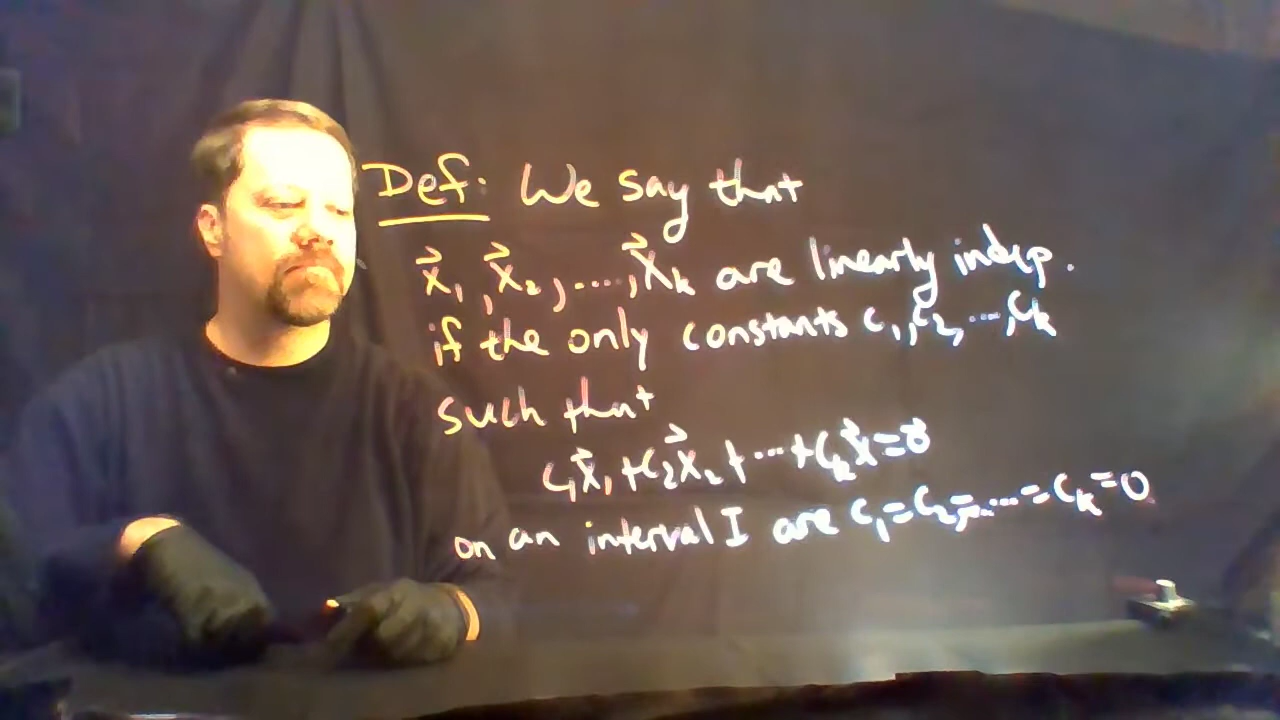 Def: We say that
x⃗₁, x⃗₂, ..., x⃗ₖ are linearly indep.
if the only constants c₁, c₂, ..., cₖ
such that
c₁x⃗₁ + c₂x⃗₂ + ... + cₖx⃗ = 0⃗
on an interval I are c₁ = c₂ = ... = cₖ = 0